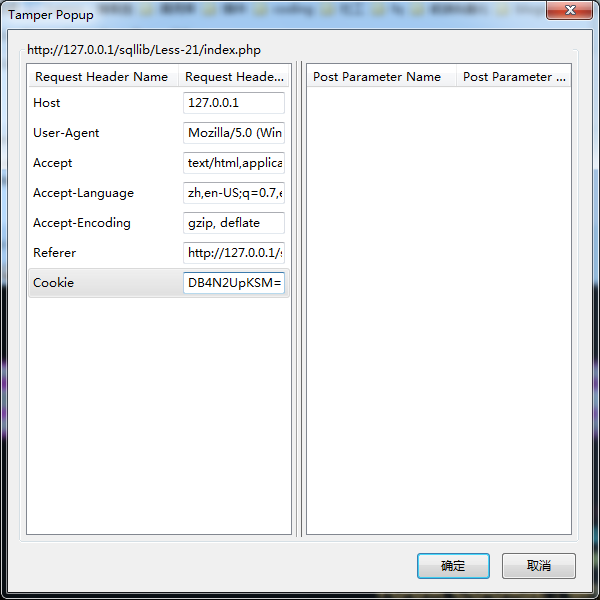 Tamper Popup
http://127.0.0.1/sqllib/Less-21/index.php
Request Header Name Request Heade... Post Parameter Name Post Parameter ...
Host 127.0.0.1
User-Agent Mozilla/5.0 (Win
Accept text/html,applica
Accept-Language zh,en-US;q=0.7,e
Accept-Encoding gzip, deflate
Referer http://127.0.0.1/s
Cookie DB4N2UpKSM=
确定 取消